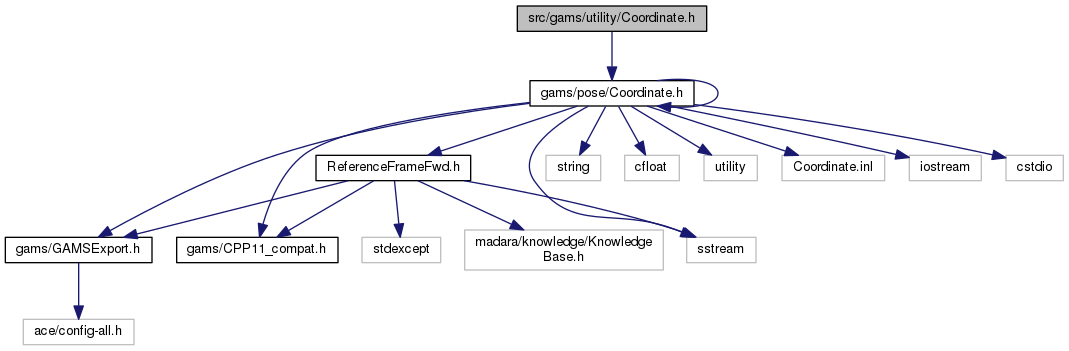 src/gams/utility/Coordinate.h
gams/pose/Coordinate.h
ReferenceFrameFwd.h
string
cfloat
utility
Coordinate.inl
iostream
cstdio
gams/GAMSExport.h
gams/CPP11_compat.h
stdexcept
madara/knowledge/Knowledge
Base.h
sstream
ace/config-all.h